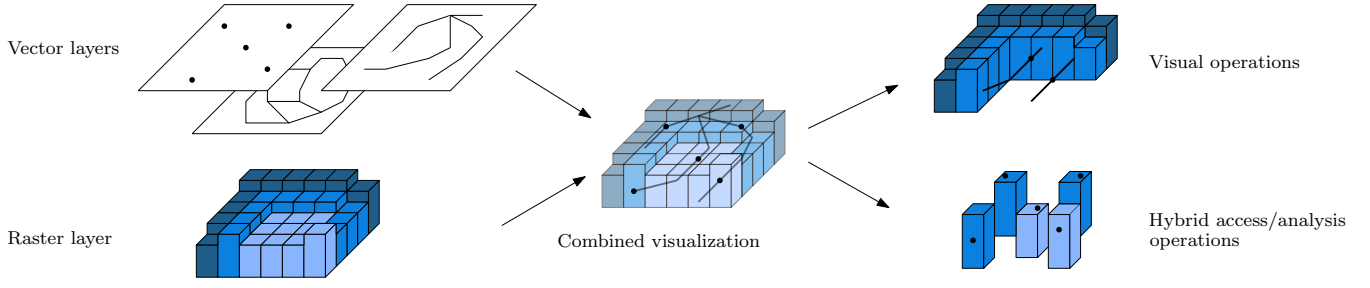 Vector layers
Raster layer
Combined visualization
Visual operations
Hybrid access/analysis
operations